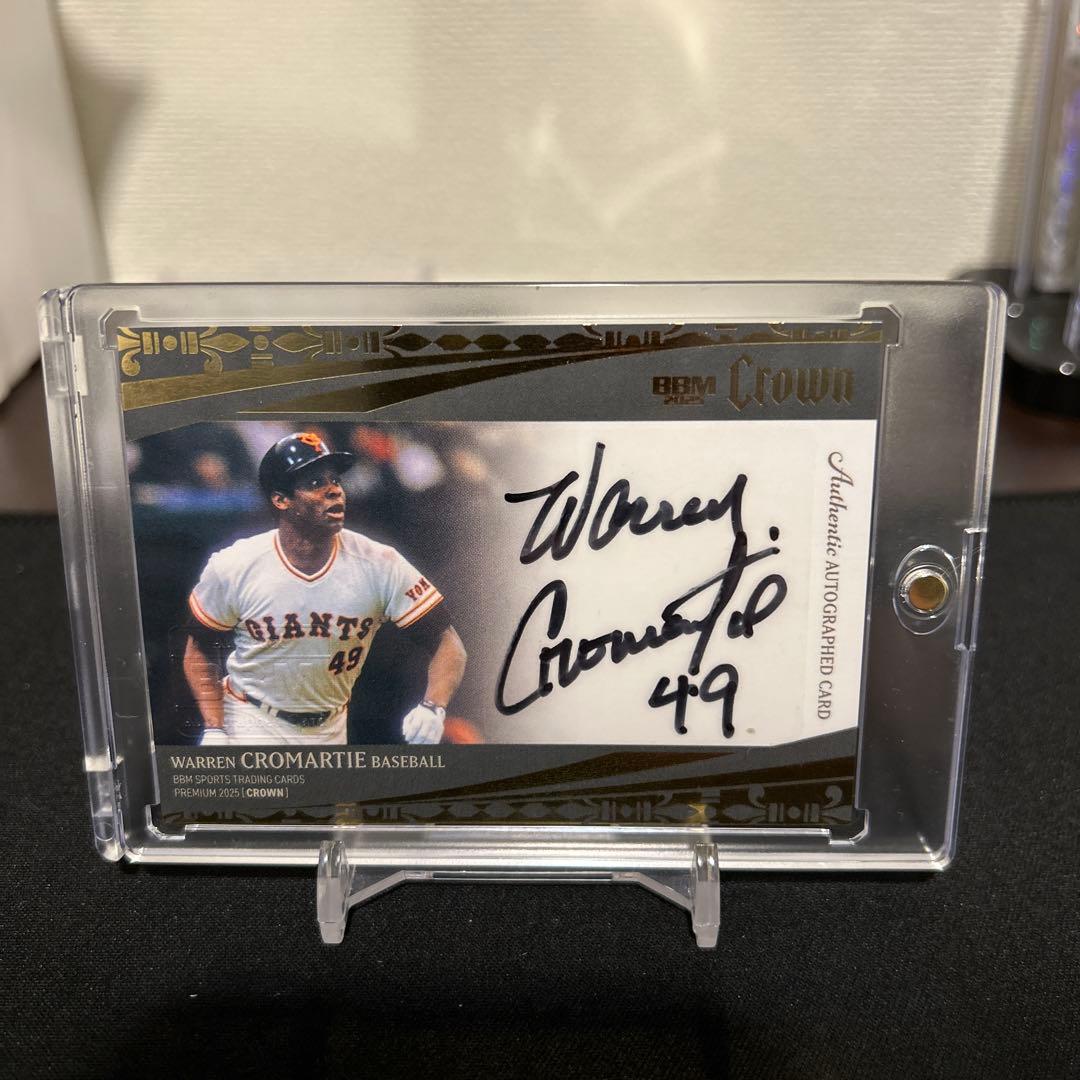 BBM
2025
Crown
Warren
Cromartie
49
Authentic AUTOGRAPHED CARD
YOM
GIANTS
49
WARREN CROMARTIE BASEBALL
BBM SPORTS TRADING CARDS
PREMIUM 2025 [CROWN]